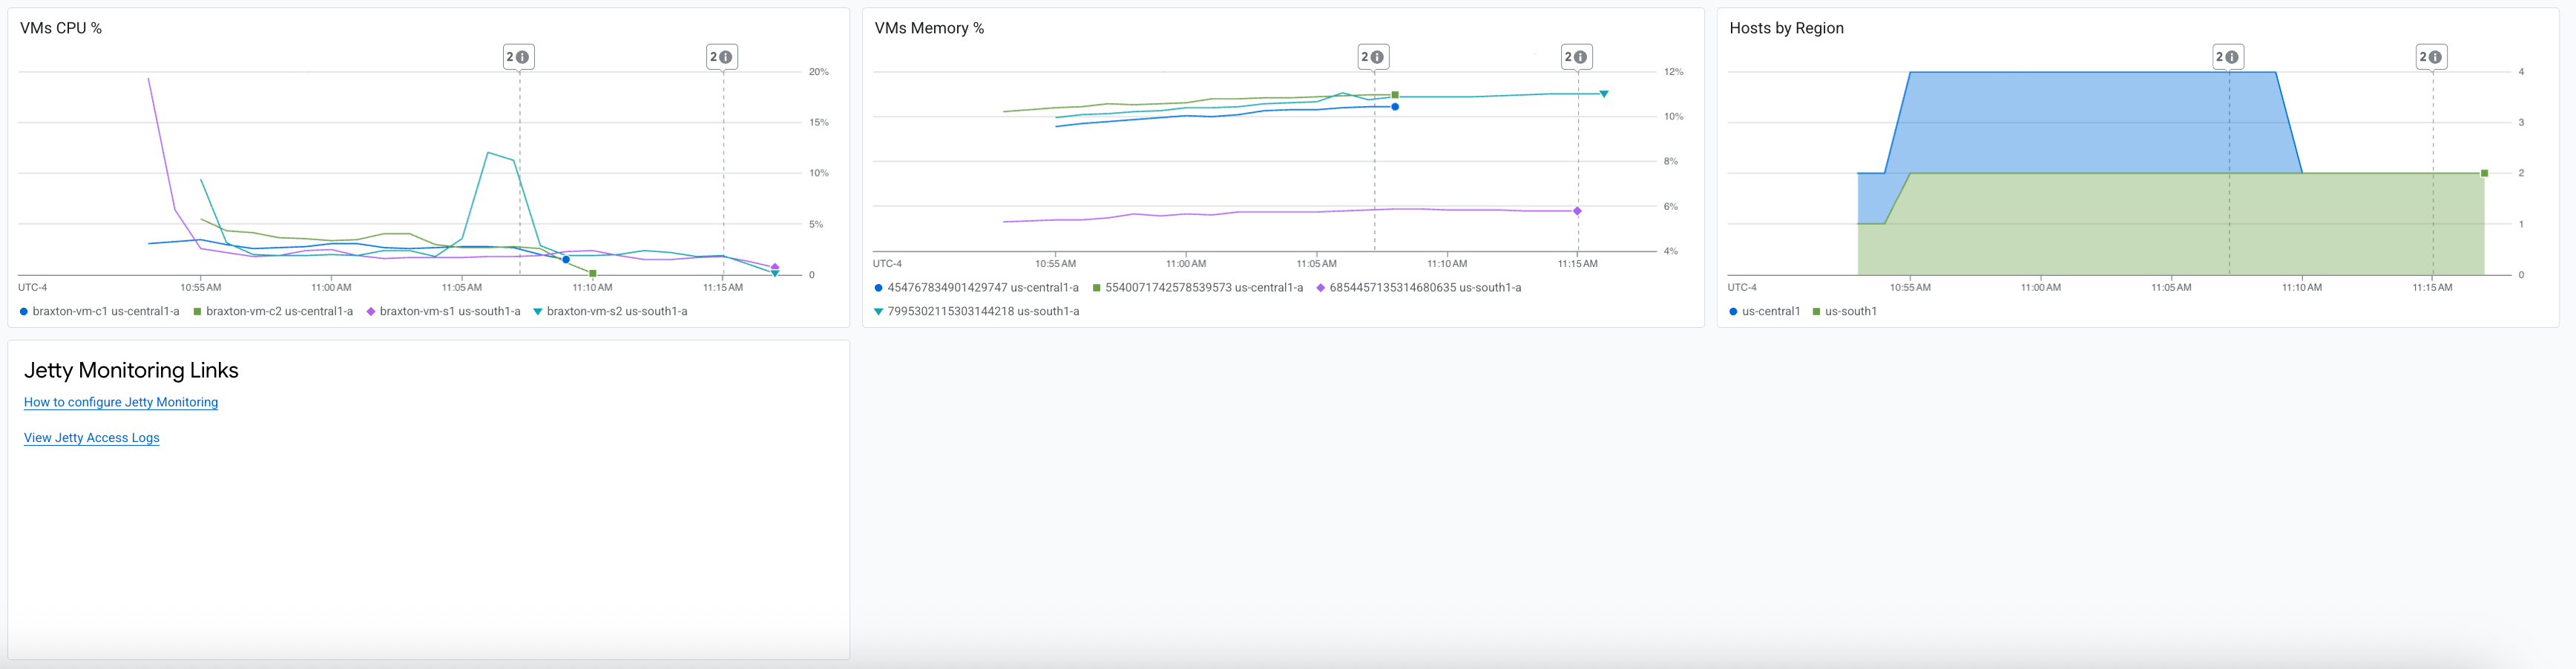 VMs CPU %
2
2
20%
15%
10%
5%
0
UTC-4
10:55 AM
11:00 AM
11:05 AM
11:10 AM
11:15 AM
braxton-vm-c1 us-central1-a
braxton-vm-c2 us-central1-a
braxton-vm-s1 us-south1-a
braxton-vm-s2 us-south1-a
VMs Memory %
2
2
12%
10%
8%
6%
4%
UTC-4
10:55 AM
11:00 AM
11:05 AM
11:10 AM
11:15 AM
454767834901429747 us-central1-a
5540071742578539573 us-central1-a
6854457135314680635 us-south1-a
7995302115303144218 us-south1-a
Hosts by Region
2
2
4
3
2
1
0
UTC-4
10:55 AM
11:00 AM
11:05 AM
11:10 AM
11:15 AM
us-central1
us-south1
Jetty Monitoring Links
How to configure Jetty Monitoring
View Jetty Access Logs